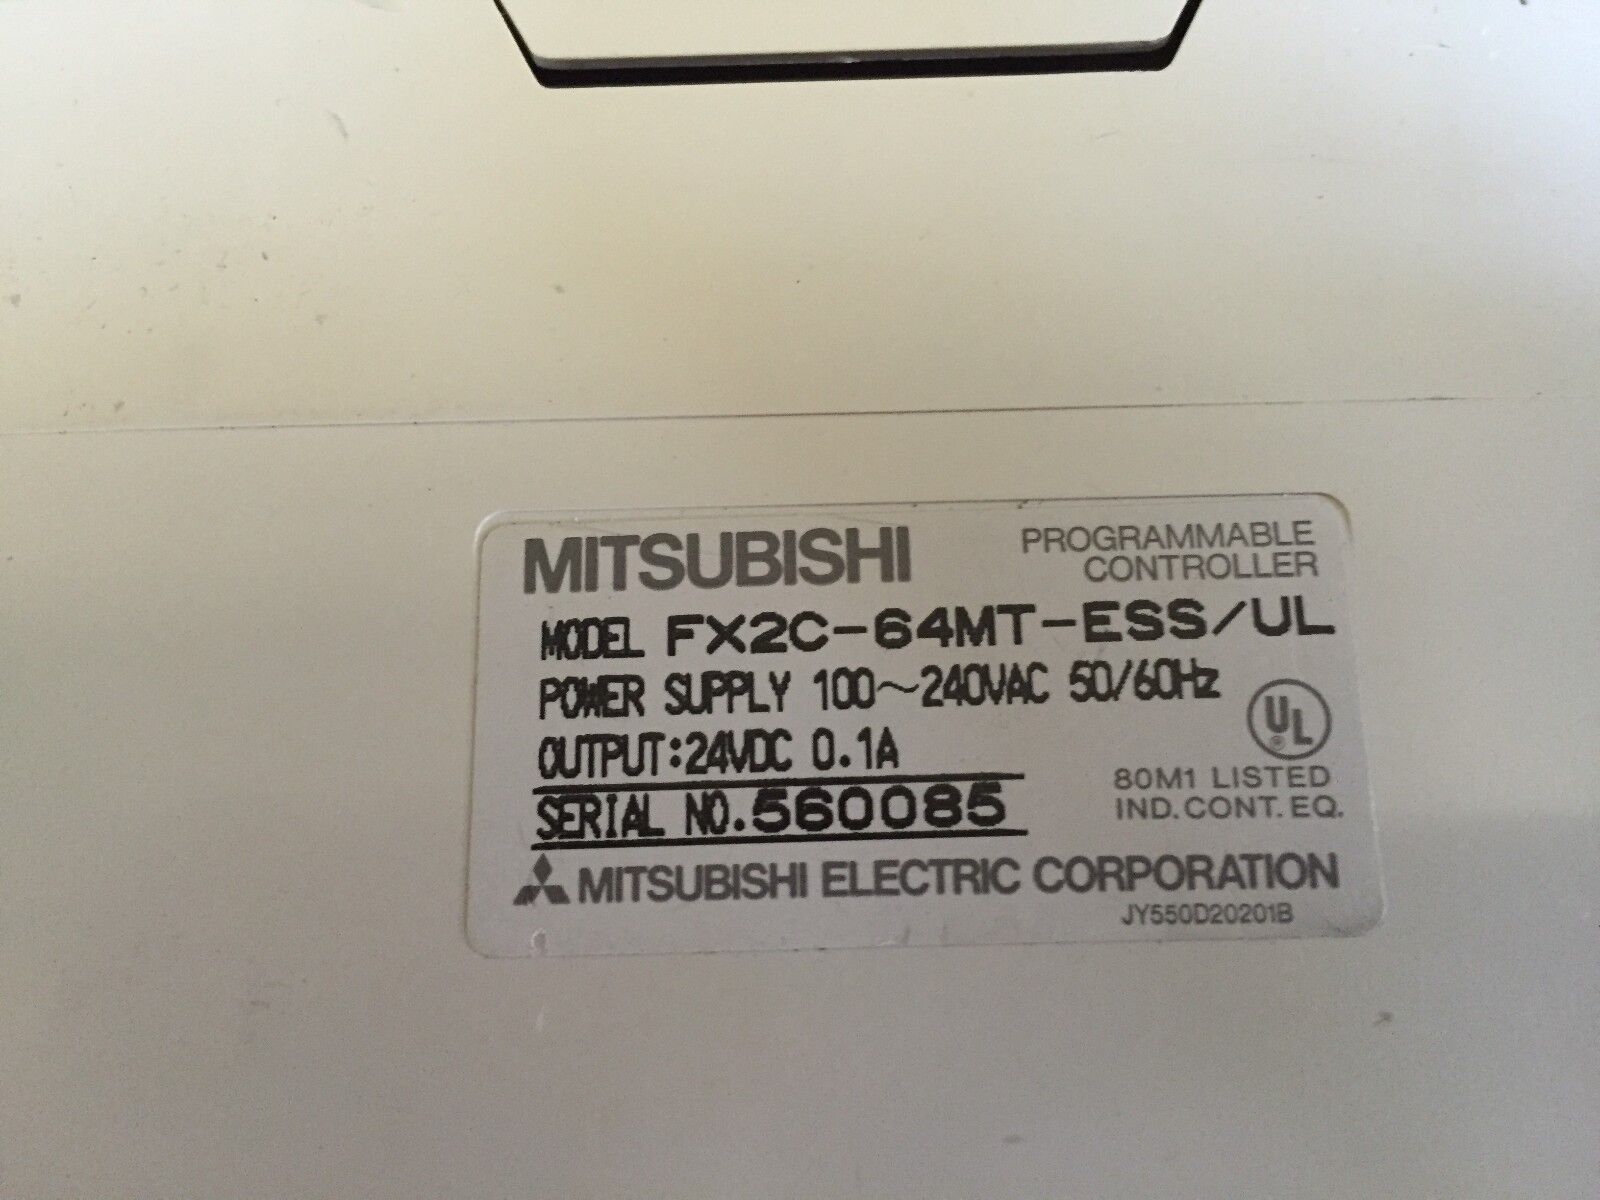 MITSUBISHI
PROGRAMMABLE
CONTROLLER
MODEL FX2C-64MT-ESS/UL
POWER SUPPLY 100~240VAC 50/60Hz
OUTPUT:24VDC 0.1A
UL
®
80M1 LISTED
IND.CONT.EQ.
SERIAL NO.560085
MITSUBISHI ELECTRIC CORPORATION
JY550D20201B